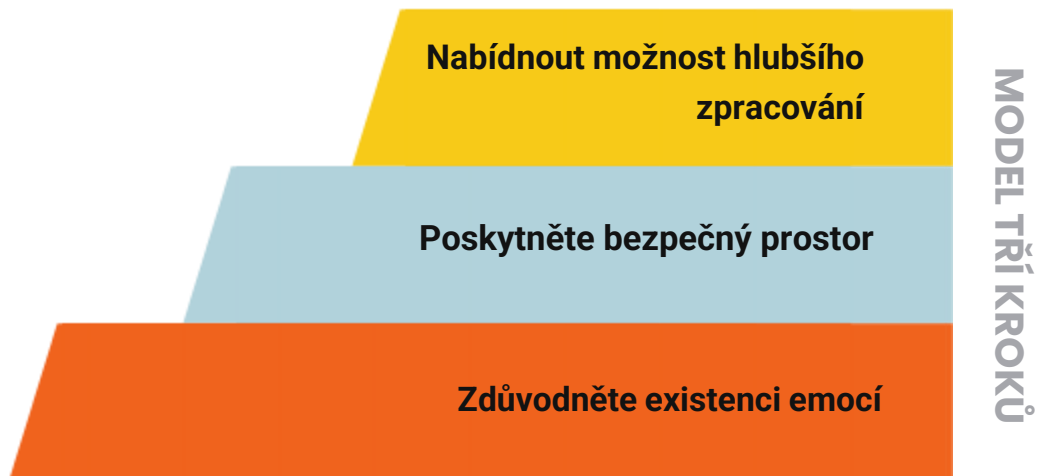 Nabídnout možnost hlubšího
zpracování
Poskytněte bezpečný prostor
Zdůvodněte existenci emocí
MODEL TŘÍ KROKŮ